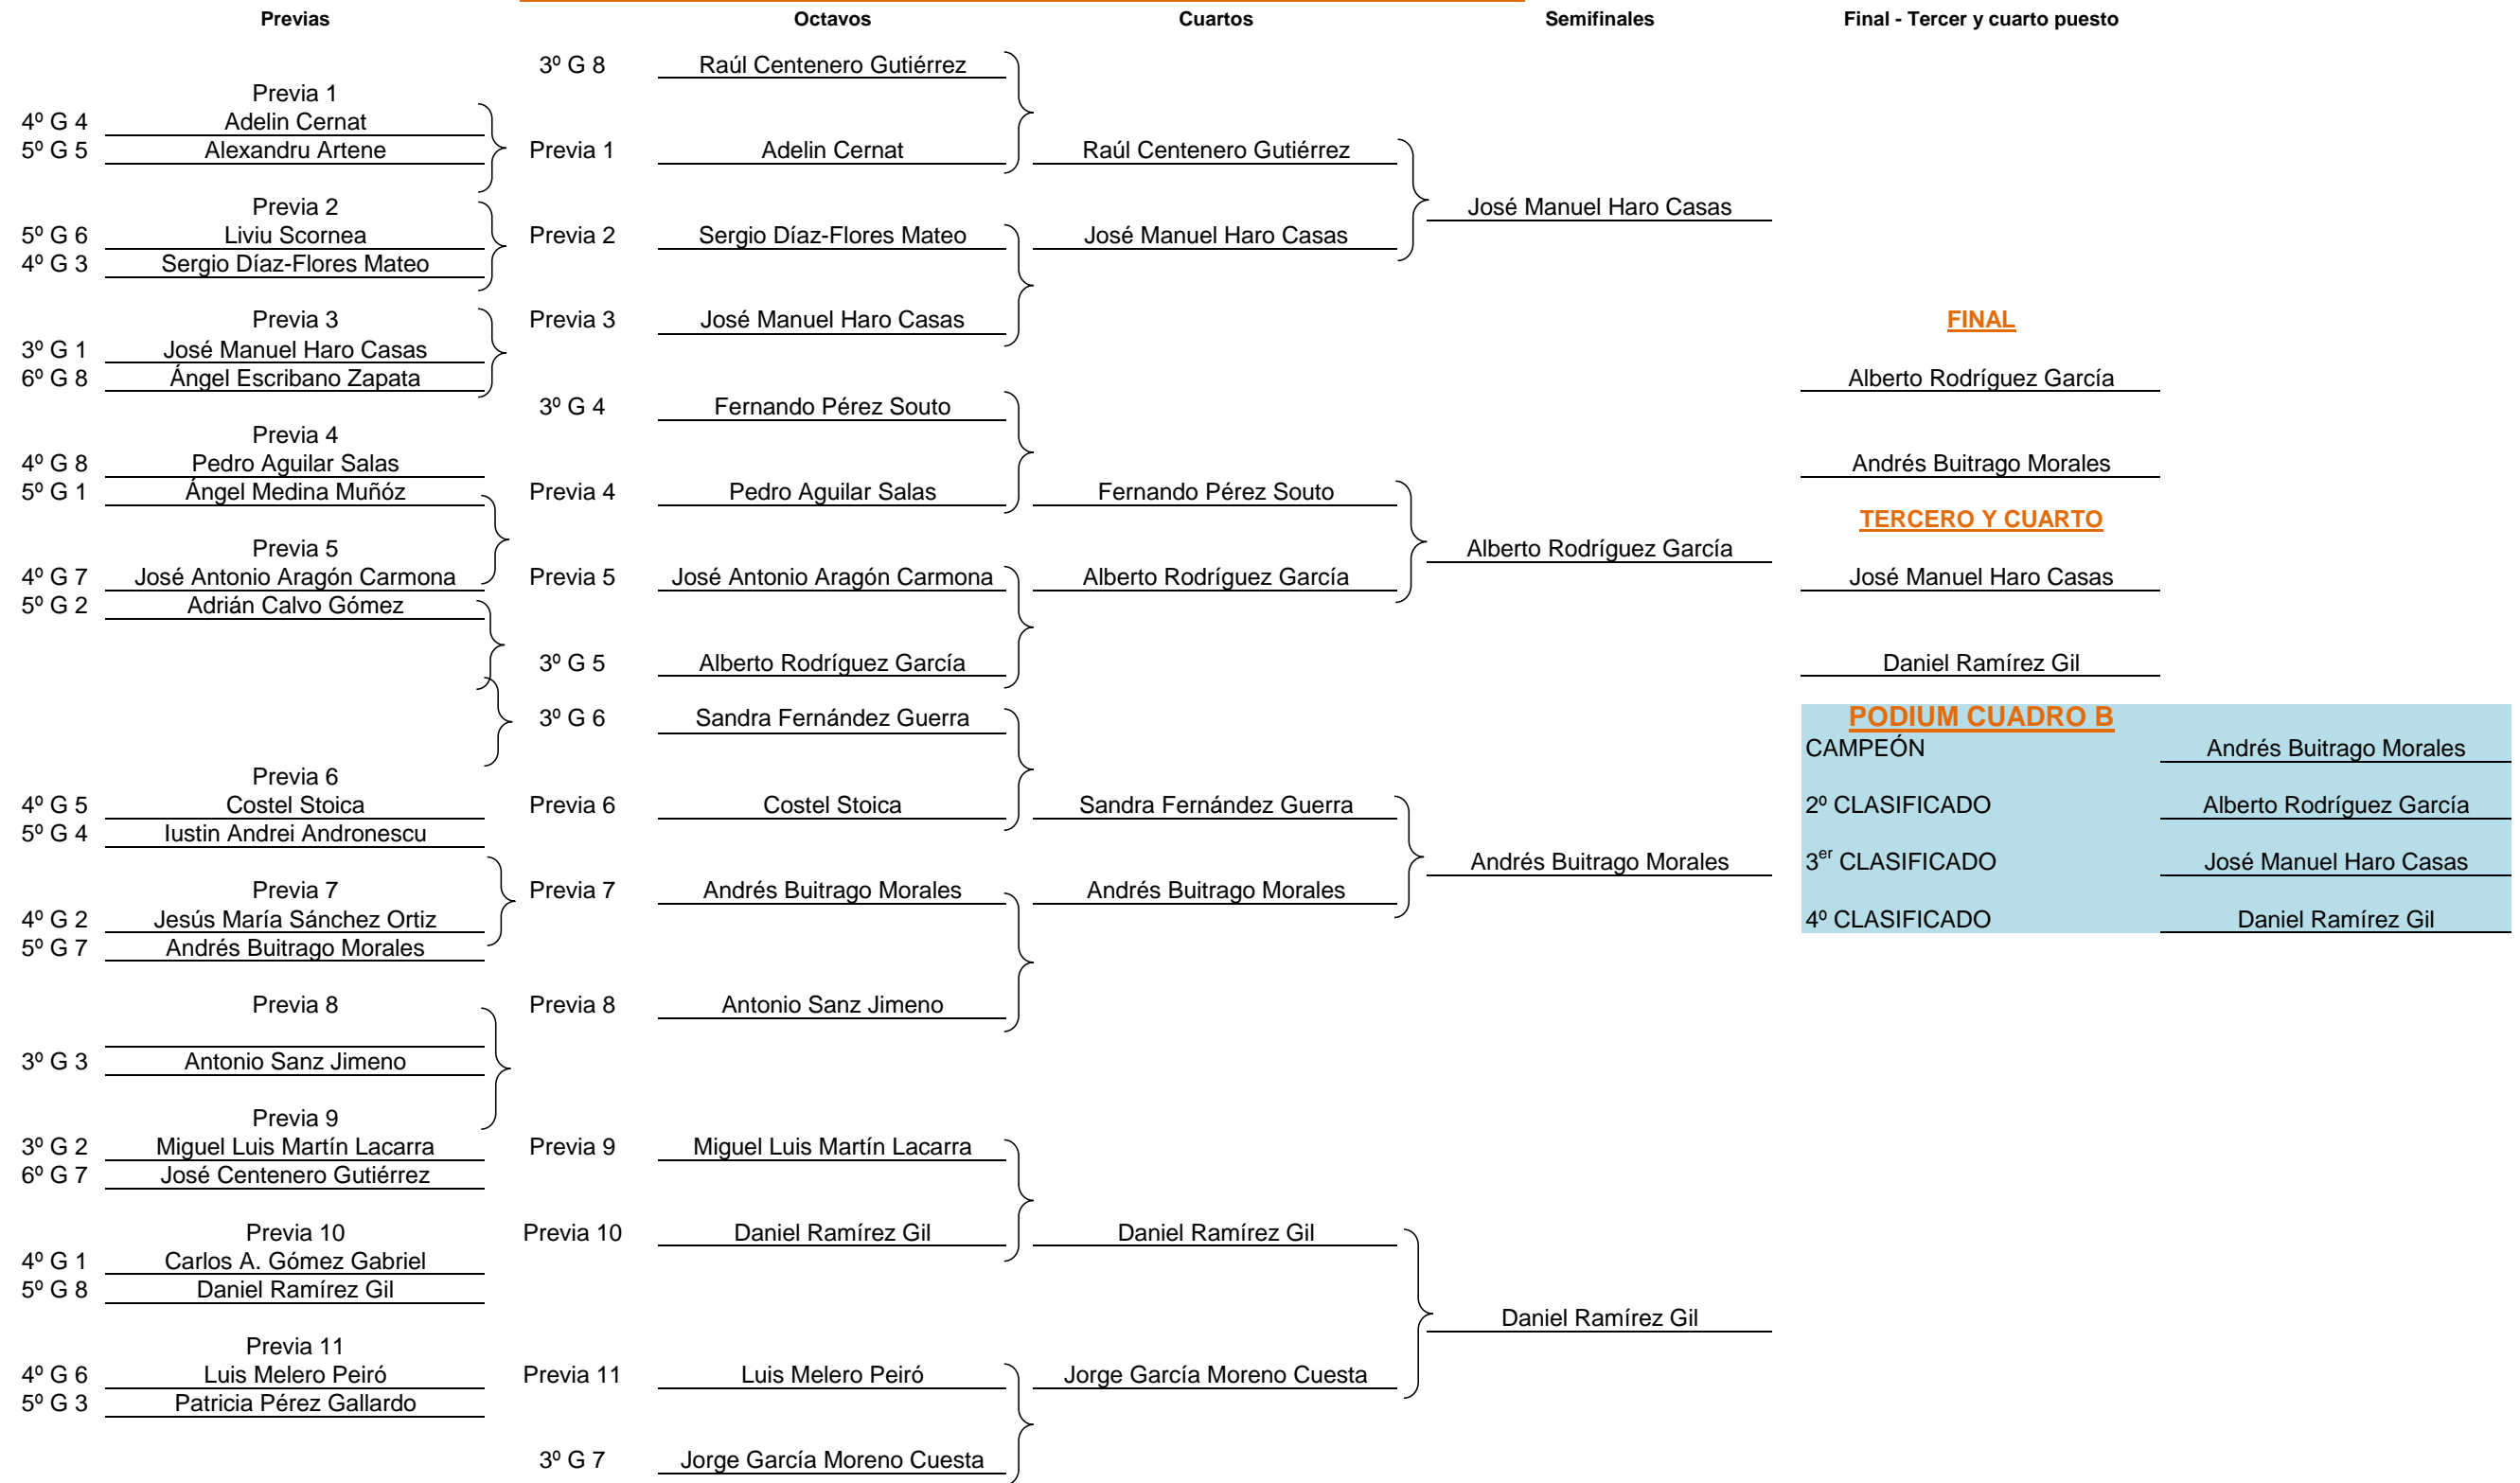 Previas Octavos Cuartos Semifinales Final - Tercer y cuarto puesto
3º G 8 Raúl Centenero Gutiérrez
Previa 1
4º G 4 Adelin Cernat
5º G 5 Alexandru Artene Previa 1 Adelin Cernat Raúl Centenero Gutiérrez
Previa 2 José Manuel Haro Casas
5º G 6 Liviu Scornea Previa 2 Sergio Díaz-Flores Mateo José Manuel Haro Casas
4º G 3 Sergio Díaz-Flores Mateo
Previa 3 Previa 3 José Manuel Haro Casas FINAL
3º G 1 José Manuel Haro Casas
6º G 8 Ángel Escribano Zapata Alberto Rodríguez García
3º G 4 Fernando Pérez Souto
Previa 4
4º G 8 Pedro Aguilar Salas Andrés Buitrago Morales
5º G 1 Ángel Medina Muñóz Previa 4 Pedro Aguilar Salas Fernando Pérez Souto
TERCERO Y CUARTO
Previa 5 Alberto Rodríguez García
4º G 7 José Antonio Aragón Carmona Previa 5 José Antonio Aragón Carmona Alberto Rodríguez García José Manuel Haro Casas
5º G 2 Adrián Calvo Gómez
3º G 5 Alberto Rodríguez García Daniel Ramírez Gil
3º G 6 Sandra Fernández Guerra PODIUM CUADRO B
CAMPEÓN Andrés Buitrago Morales
Previa 6
4º G 5 Costel Stoica Previa 6 Costel Stoica Sandra Fernández Guerra 2º CLASIFICADO Alberto Rodríguez García
5º G 4 Iustin Andrei Andronescu
Andrés Buitrago Morales 3er CLASIFICADO José Manuel Haro Casas
Previa 7 Previa 7 Andrés Buitrago Morales Andrés Buitrago Morales
4º G 2 Jesús María Sánchez Ortiz 4º CLASIFICADO Daniel Ramírez Gil
5º G 7 Andrés Buitrago Morales
Previa 8 Previa 8 Antonio Sanz Jimeno
3º G 3 Antonio Sanz Jimeno
Previa 9
3º G 2 Miguel Luis Martín Lacarra Previa 9 Miguel Luis Martín Lacarra
6º G 7 José Centenero Gutiérrez
Previa 10 Previa 10 Daniel Ramírez Gil Daniel Ramírez Gil
4º G 1 Carlos A. Gómez Gabriel
5º G 8 Daniel Ramírez Gil
Daniel Ramírez Gil
Previa 11
4º G 6 Luis Melero Peiró Previa 11 Luis Melero Peiró Jorge García Moreno Cuesta
5º G 3 Patricia Pérez Gallardo
3º G 7 Jorge García Moreno Cuesta